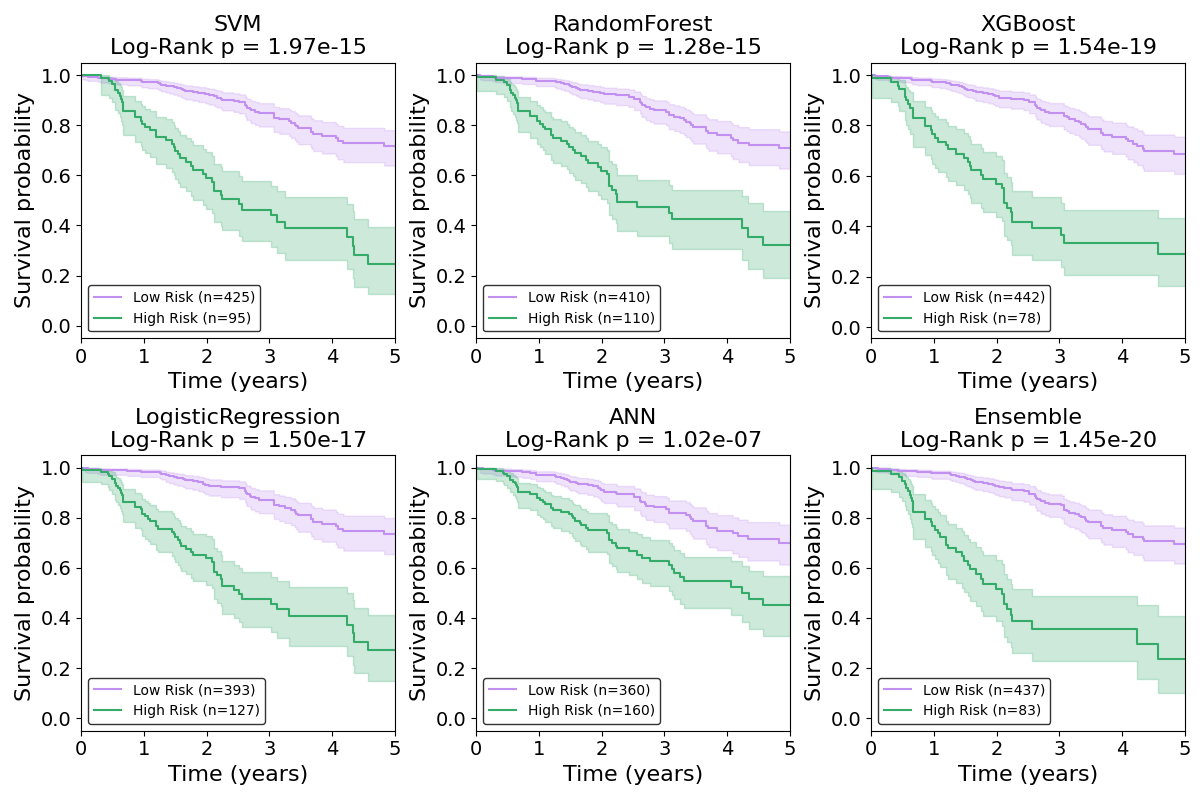 SVM
Log-Rank p = 1.97e-15
Survival probability
1.0
0.8
0.6
0.4
0.2
0.0
Low Risk (n=425)
High Risk (n=95)
0 1 2 3 4 5
Time (years)
RandomForest
Log-Rank p = 1.28e-15
Survival probability
1.0
0.8
0.6
0.4
0.2
0.0
Low Risk (n=410)
High Risk (n=110)
0 1 2 3 4 5
Time (years)
XGBoost
Log-Rank p = 1.54e-19
Survival probability
1.0
0.8
0.6
0.4
0.2
0.0
Low Risk (n=442)
High Risk (n=78)
0 1 2 3 4 5
Time (years)
LogisticRegression
Log-Rank p = 1.50e-17
Survival probability
1.0
0.8
0.6
0.4
0.2
0.0
Low Risk (n=393)
High Risk (n=127)
0 1 2 3 4 5
Time (years)
ANN
Log-Rank p = 1.02e-07
Survival probability
1.0
0.8
0.6
0.4
0.2
0.0
Low Risk (n=360)
High Risk (n=160)
0 1 2 3 4 5
Time (years)
Ensemble
Log-Rank p = 1.45e-20
Survival probability
1.0
0.8
0.6
0.4
0.2
0.0
Low Risk (n=437)
High Risk (n=83)
0 1 2 3 4 5
Time (years)